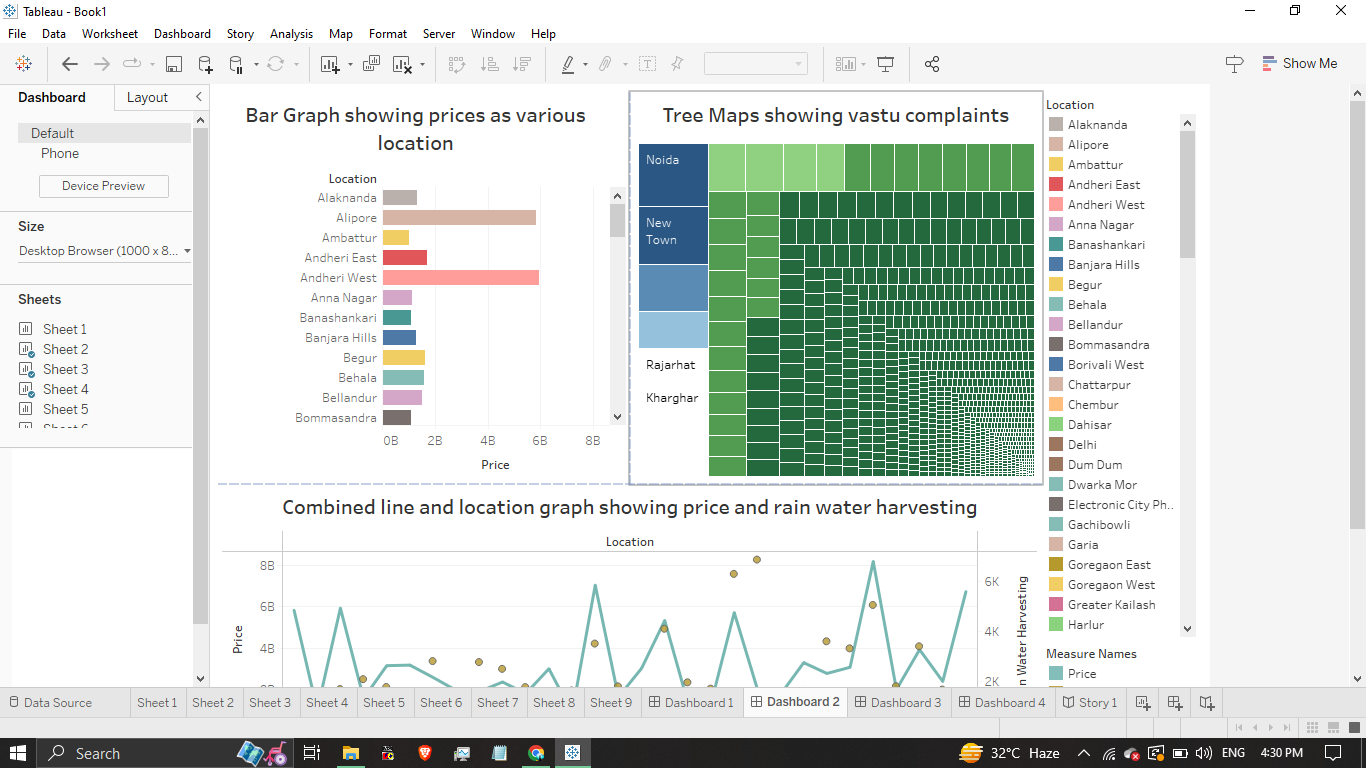 Tableau - Book1
File Data Worksheet Dashboard Story Analysis Map Format Server Window Help
Show Me
Dashboard Layout
Default
Phone
Device Preview
Size
Desktop Browser (1000 x 8...
Sheets
Sheet 1
Sheet 2
Sheet 3
Sheet 4
Sheet 5
Bar Graph showing prices as various
location
Location
Alaknanda
Alipore
Ambattur
Andheri East
Andheri West
Anna Nagar
Banashankari
Banjara Hills
Begur
Behala
Bellandur
Bommasandra
0B 2B 4B 6B 8B
Price
Tree Maps showing vastu complaints
Noida
New
Town
Rajarhat
Kharghar
Combined line and location graph showing price and rain water harvesting
Location
8B
6B
4B
Price
6K
4K
2K
Water Harvesting
Location
Alaknanda
Alipore
Ambattur
Andheri East
Andheri West
Anna Nagar
Banashankari
Banjara Hills
Begur
Behala
Bellandur
Bommasandra
Borivali West
Chattarpur
Chembur
Dahisar
Delhi
Dum Dum
Dwarka Mor
Electronic City Ph..
Gachibowli
Garia
Goregaon East
Goregaon West
Greater Kailash
Harlur
Measure Names
Price
Data Source Sheet 1 Sheet 2 Sheet 3 Sheet 4 Sheet 5 Sheet 6 Sheet 7 Sheet 8 Sheet 9 Dashboard 1 Dashboard 2 Dashboard 3 Dashboard 4 Story 1
Search
32°C Haze
ENG
4:30 PM